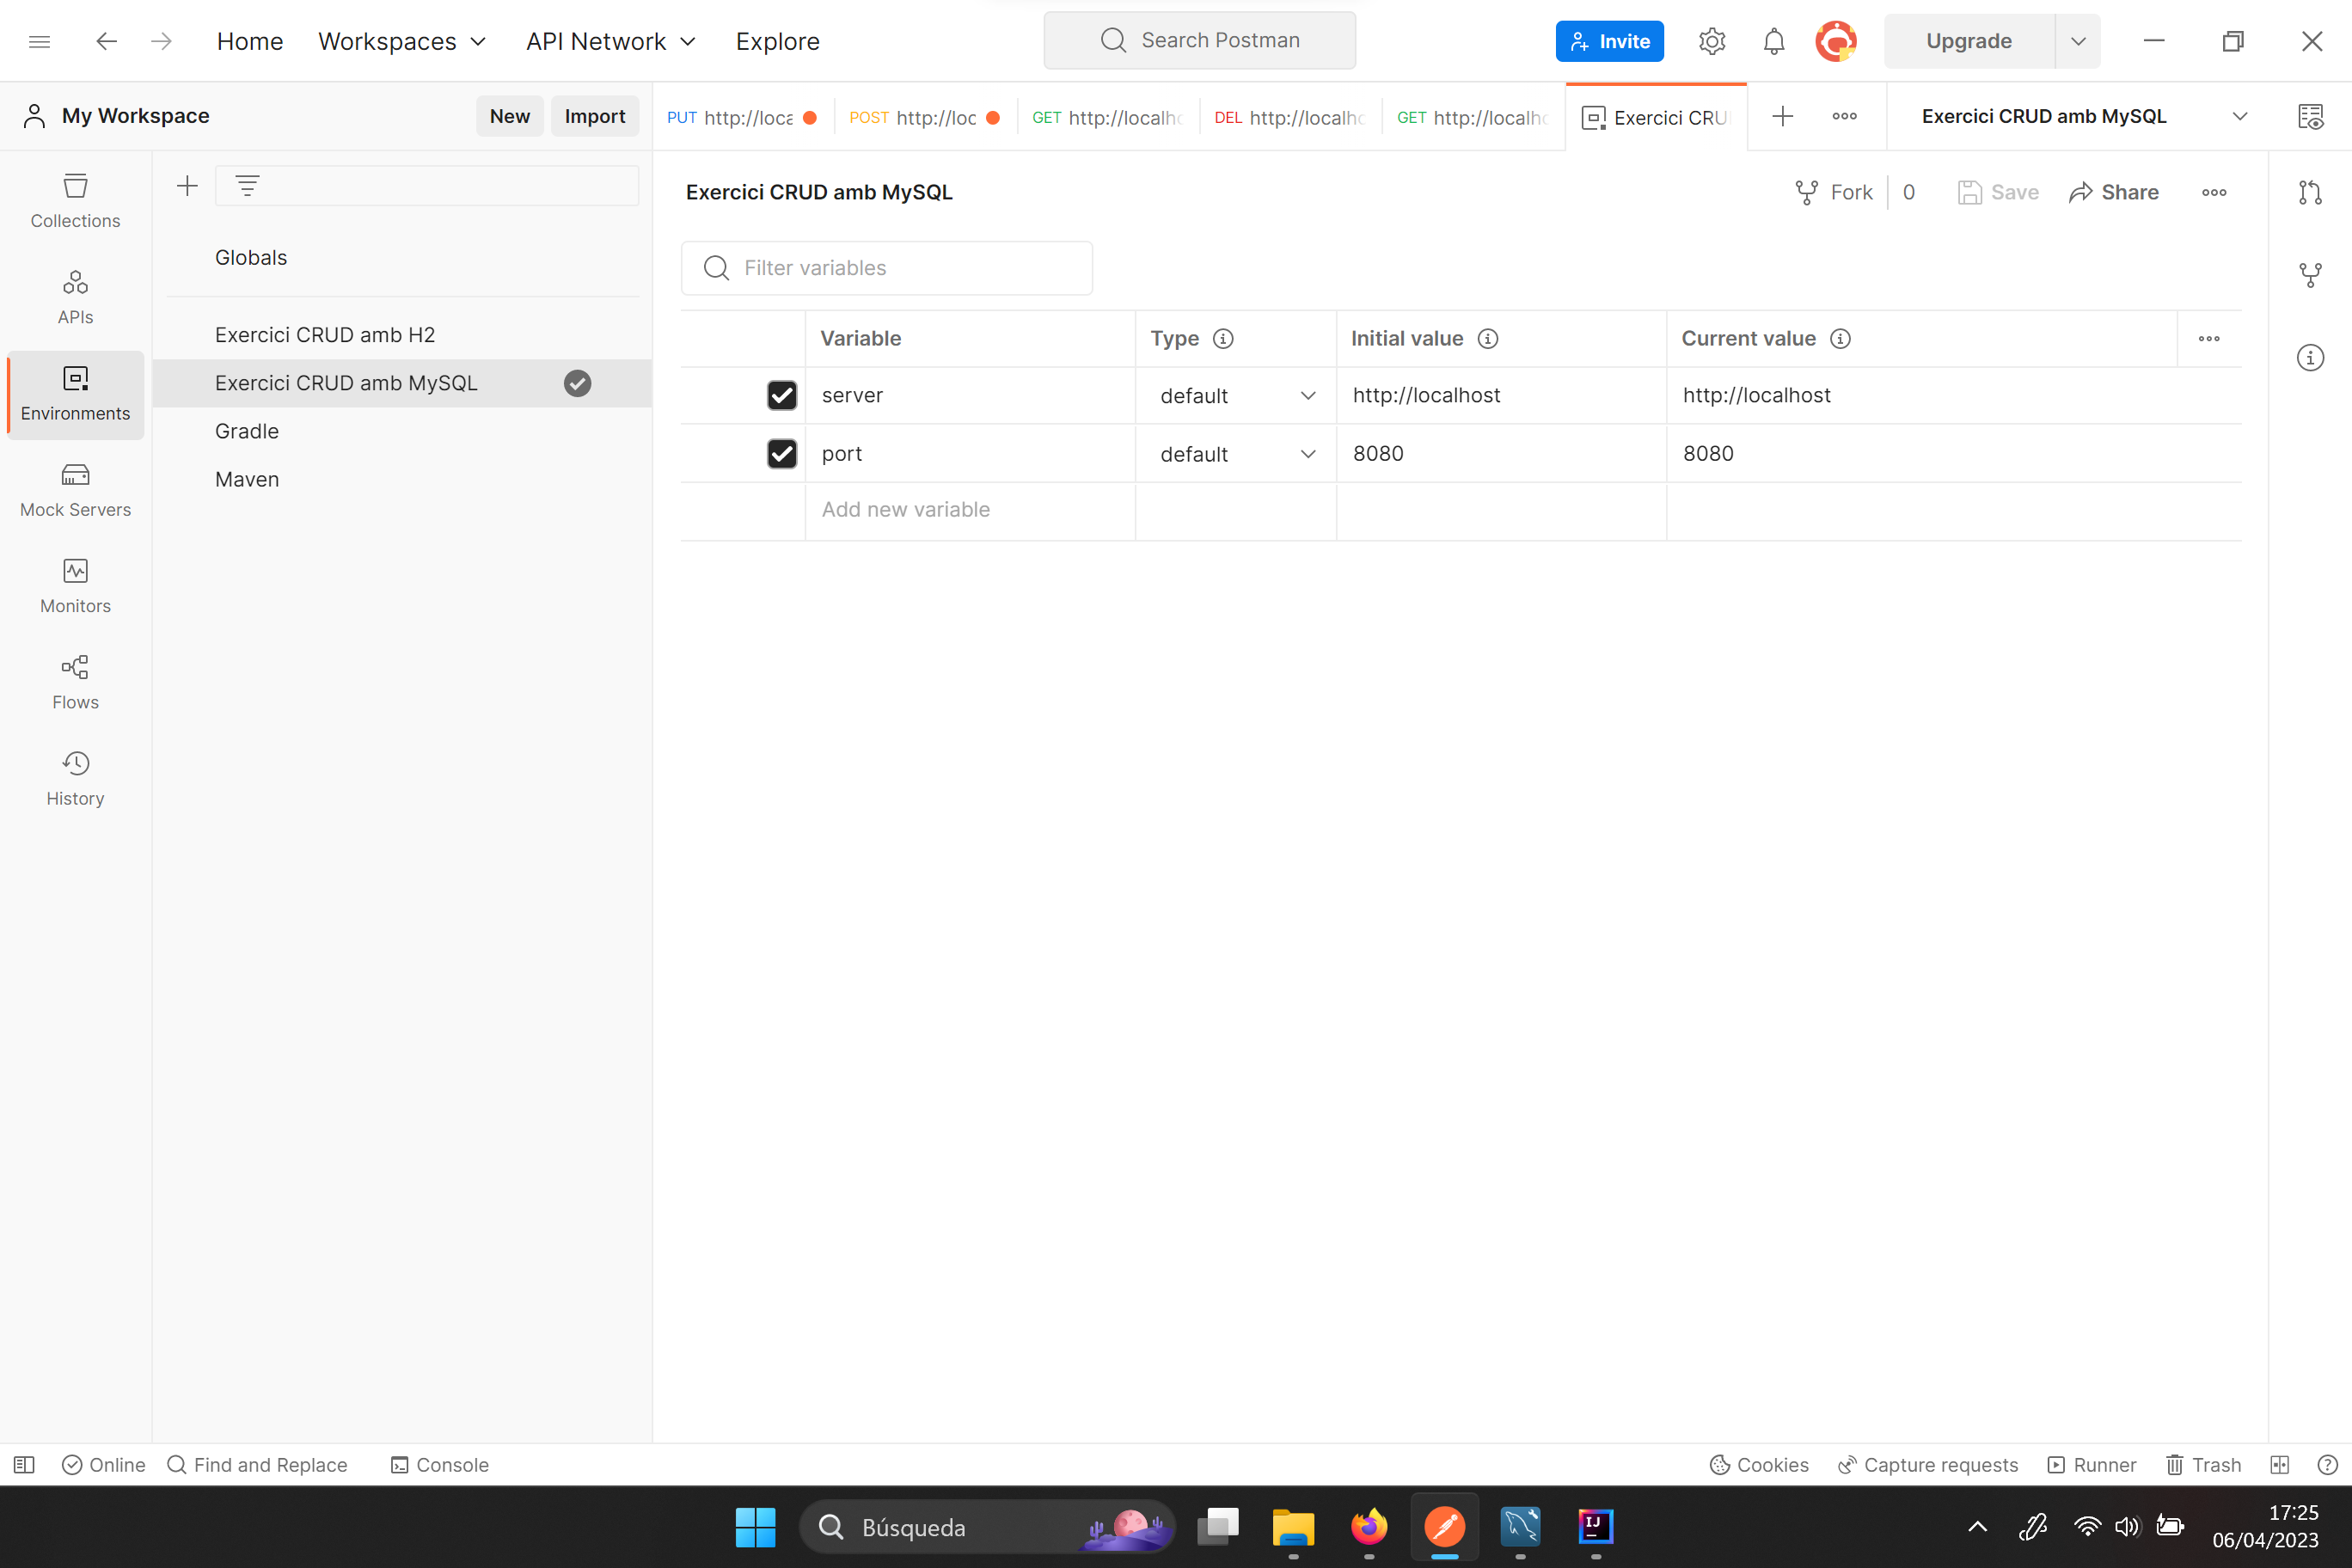 Home Workspaces API Network Explore Search Postman Invite Upgrade
My Workspace New Import PUT http://loca POST http://loc GET http://localho DEL http://localho GET http://localho Exercici CRU Exercici CRUD amb MySQL
Collections
APIs
Environments
Mock Servers
Monitors
Flows
History
Globals
Exercici CRUD amb H2
Exercici CRUD amb MySQL
Gradle
Maven
Exercici CRUD amb MySQL Fork 0 Save Share
Filter variables
Variable Type Initial value Current value
server default http://localhost http://localhost
port default 8080 8080
Add new variable
Online Find and Replace Console Cookies Capture requests Runner Trash
Búsqueda IJ 17:25
06/04/2023